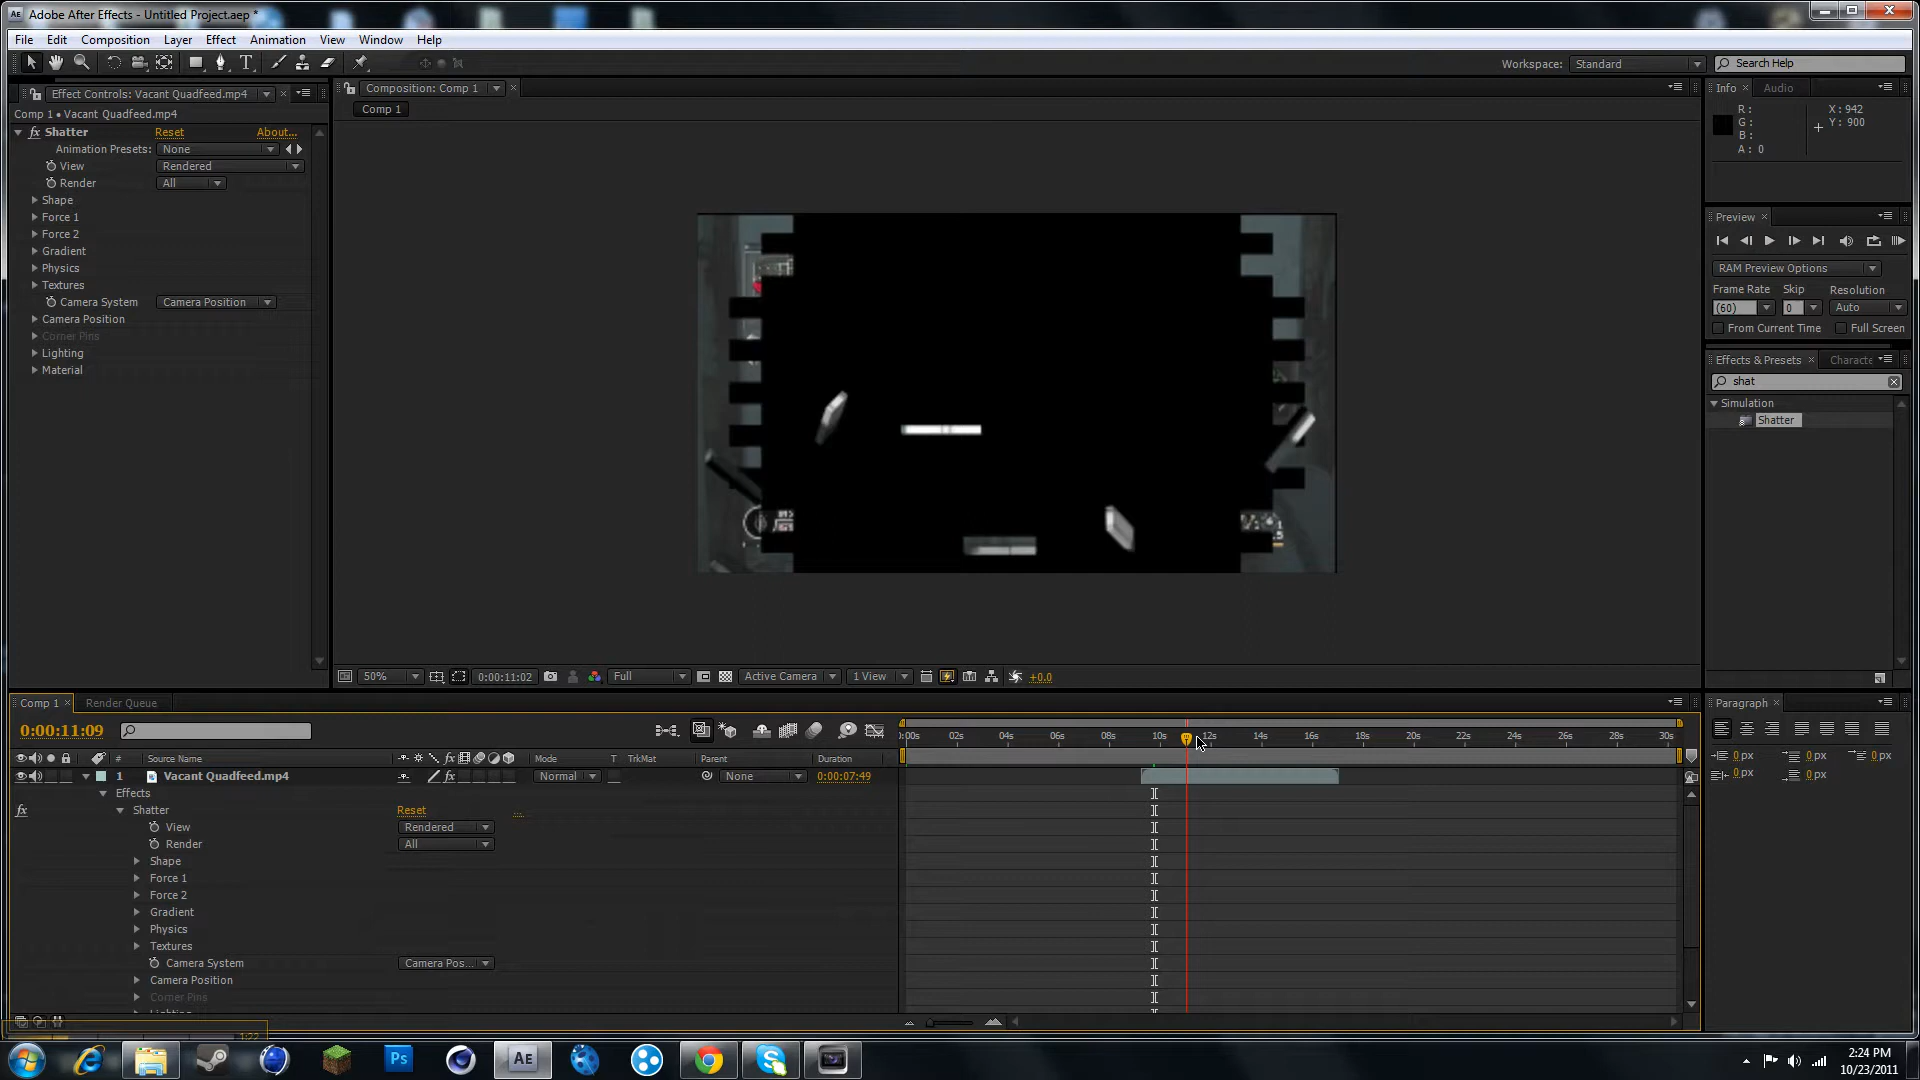 Adobe After Effects - Untitled Project.aep *
File Edit Composition Layer Effect Animation View Window Help
Workspace: Standard Search Help
Effect Controls: Vacant Quadfeed.mp4
Comp 1 • Vacant Quadfeed.mp4
fx Shatter Reset About...
Animation Presets: None
View Rendered
Render All
Shape
Force 1
Force 2
Gradient
Physics
Textures
Camera System Camera Position
Camera Position
Corner Pins
Lighting
Material
Composition: Comp 1
Comp 1
50% 0:00:11:02 Full Active Camera 1 View +0.0
Info Audio
R: X: 942
G: Y: 900
B:
A: 0
Preview
RAM Preview Options
Frame Rate Skip Resolution
(60) 0 Auto
From Current Time Full Screen
Effects & Presets Characte
shat
Simulation
Shatter
Comp 1 Render Queue
0:00:11:09
:00s 02s 04s 06s 08s 10s 12s 14s 16s 18s 20s 22s 24s 26s 28s 30s
# Source Name Mode T TrkMat Parent Duration
1 Vacant Quadfeed.mp4 Normal None 0:00:07:49
Effects
Shatter Reset ...
View Rendered
Render All
Shape
Force 1
Force 2
Gradient
Physics
Textures
Camera System Camera Pos...
Camera Position
Corner Pins
Paragraph
0 px 0 px 0 px
0 px 0 px
Ps AE
2:24 PM
10/23/2011